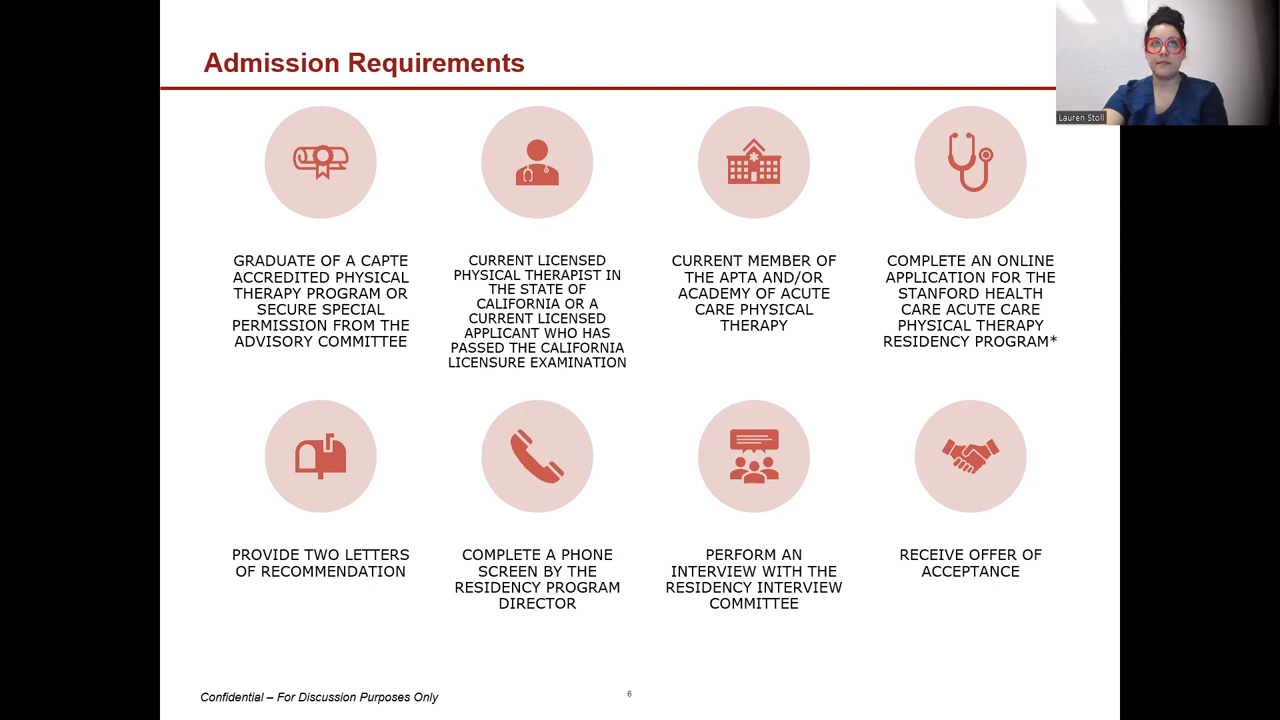 Admission Requirements
Lauren Stoll
GRADUATE OF A CAPTE
ACCREDITED PHYSICAL
THERAPY PROGRAM OR
SECURE SPECIAL
PERMISSION FROM THE
ADVISORY COMMITTEE
CURRENT LICENSED
PHYSICAL THERAPIST IN
THE STATE OF
CALIFORNIA OR A
CURRENT LICENSED
APPLICANT WHO HAS
PASSED THE CALIFORNIA
LICENSURE EXAMINATION
CURRENT MEMBER OF
THE APTA AND/OR
ACADEMY OF ACUTE
CARE PHYSICAL
THERAPY
COMPLETE AN ONLINE
APPLICATION FOR THE
STANFORD HEALTH
CARE ACUTE CARE
PHYSICAL THERAPY
RESIDENCY PROGRAM*
PROVIDE TWO LETTERS
OF RECOMMENDATION
COMPLETE A PHONE
SCREEN BY THE
RESIDENCY PROGRAM
DIRECTOR
PERFORM AN
INTERVIEW WITH THE
RESIDENCY INTERVIEW
COMMITTEE
RECEIVE OFFER OF
ACCEPTANCE
Confidential – For Discussion Purposes Only
6